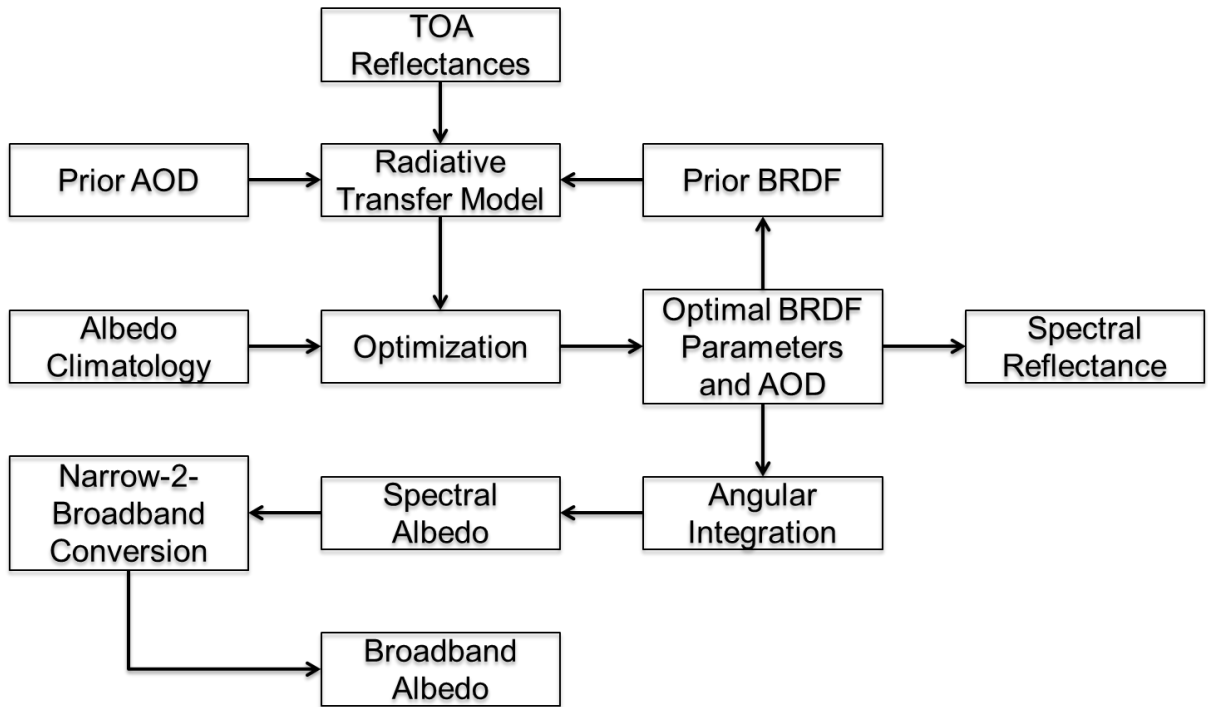 TOA
Reflectances
Prior AOD
Radiative
Transfer Model
Prior BRDF
Albedo
Climatology
Optimization
Optimal BRDF
Parameters
and AOD
Spectral
Reflectance
Narrow-2-
Broadband
Conversion
Spectral
Albedo
Angular
Integration
Broadband
Albedo